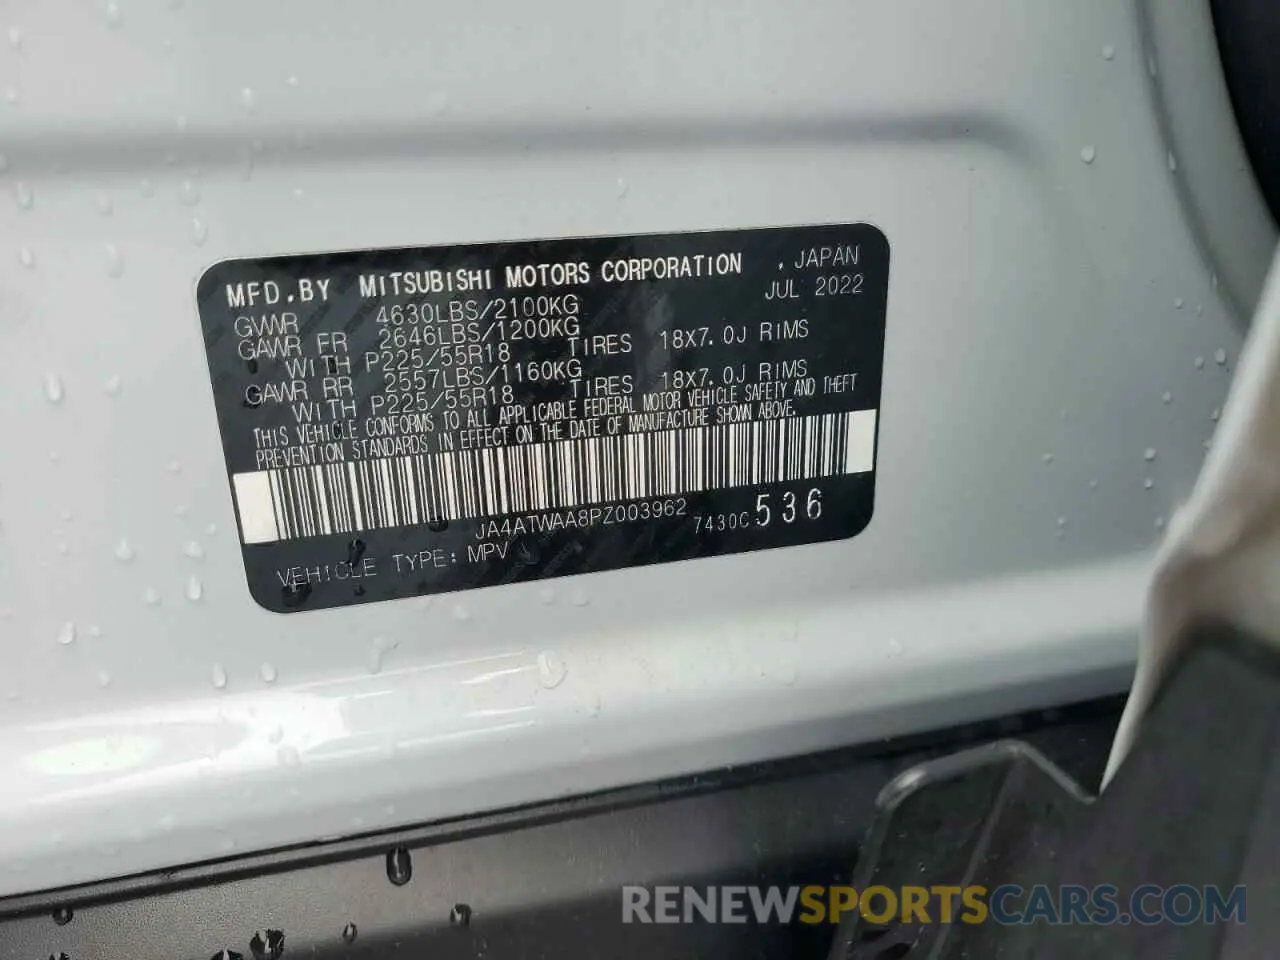 MFD.BY MITSUBISHI MOTORS CORPORATION , JAPAN
JUL 2022
GVWR 4630LBS/2100KG
GAWR FR 2646LBS/1200KG
WITH P225/55R18 TIRES 18X7.0J RIMS
GAWR RR 2557LBS/1160KG
WITH P225/55R18 TIRES 18X7.0J RIMS
THIS VEHICLE CONFORMS TO ALL APPLICABLE FEDERAL MOTOR VEHICLE SAFETY AND THEFT
PREVENTION STANDARDS IN EFFECT ON THE DATE OF MANUFACTURE SHOWN ABOVE.
JA4ATWAA8PZ003962 7430C 536
VEHICLE TYPE: MPV
RENEWSPORTSCARS.COM